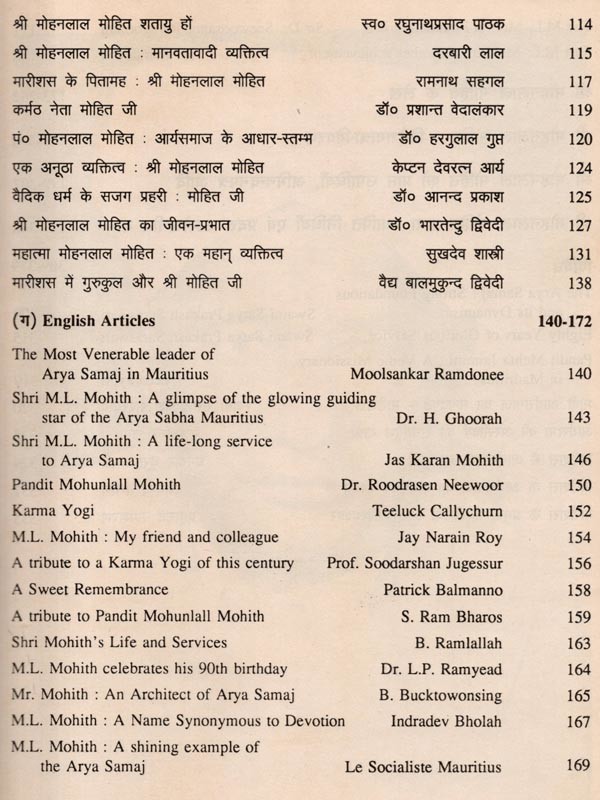 श्री मोहनलाल मोहित शतायु हों स्व० रघुनाथप्रसाद पाठक 114
श्री मोहनलाल मोहित : मानवतावादी व्यक्तित्व दरबारी लाल 115
मारीशस के पितामह : श्री मोहनलाल मोहित रामनाथ सहगल 117
कर्मठ नेता मोहित जी डॉ० प्रशान्त वेदालंकार 119
पं० मोहनलाल मोहित : आर्यसमाज के आधार-स्तम्भ डॉ० हरगुलाल गुप्त 120
एक अनूठा व्यक्तित्व : श्री मोहनलाल मोहित केप्टन देवरत्न आर्य 124
वैदिक धर्म के सजग प्रहरी : मोहित जी डॉ० आनन्द प्रकाश 125
श्री मोहनलाल मोहित का जीवन-प्रभात डॉ० भारतेन्दु द्विवेदी 127
महात्मा मोहनलाल मोहित : एक महान् व्यक्तित्व सुखदेव शास्त्री 131
मारीशस में गुरुकुल और श्री मोहित जी वैद्य बालमुकुन्द द्विवेदी 138
(ग) English Articles 140-172
The Most Venerable leader of
Arya Samaj in Mauritius Moolsankar Ramdonee 140
Shri M.L. Mohith : A glimpse of the glowing guiding
star of the Arya Sabha Mauritius Dr. H. Ghoorah 143
Shri M.L. Mohith : A life-long service
to Arya Samaj Jas Karan Mohith 146
Pandit Mohunlall Mohith Dr. Roodrasen Neewoor 150
Karma Yogi Teeluck Callychurn 152
M.L. Mohith : My friend and colleague Jay Narain Roy 154
A tribute to a Karma Yogi of this century Prof. Soodarshan Jugessur 156
A Sweet Remembrance Patrick Balmanno 158
A tribute to Pandit Mohunlall Mohith S. Ram Bharos 159
Shri Mohith's Life and Services B. Ramlallah 163
M.L. Mohith celebrates his 90th birthday Dr. L.P. Ramyead 164
Mr. Mohith : An Architect of Arya Samaj B. Bucktowonsing 165
M.L. Mohith : A Name Synonymous to Devotion Indradev Bholah 167
M.L. Mohith : A shining example of
the Arya Samaj Le Socialiste Mauritius 169